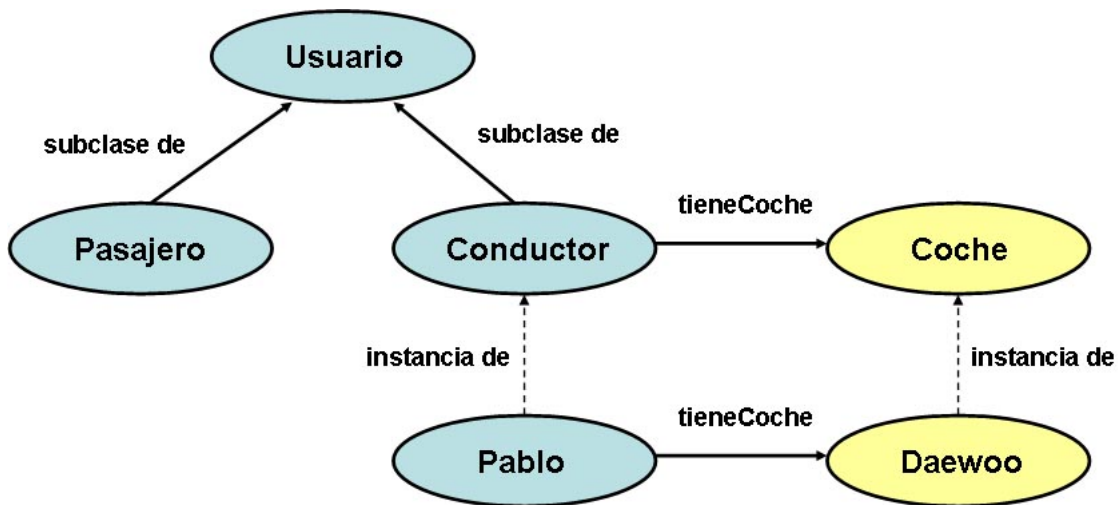 Usuario
subclase de
subclase de
tieneCoche
Pasajero
Conductor
Coche
instancia de
instancia de
tieneCoche
Pablo
Daewoo